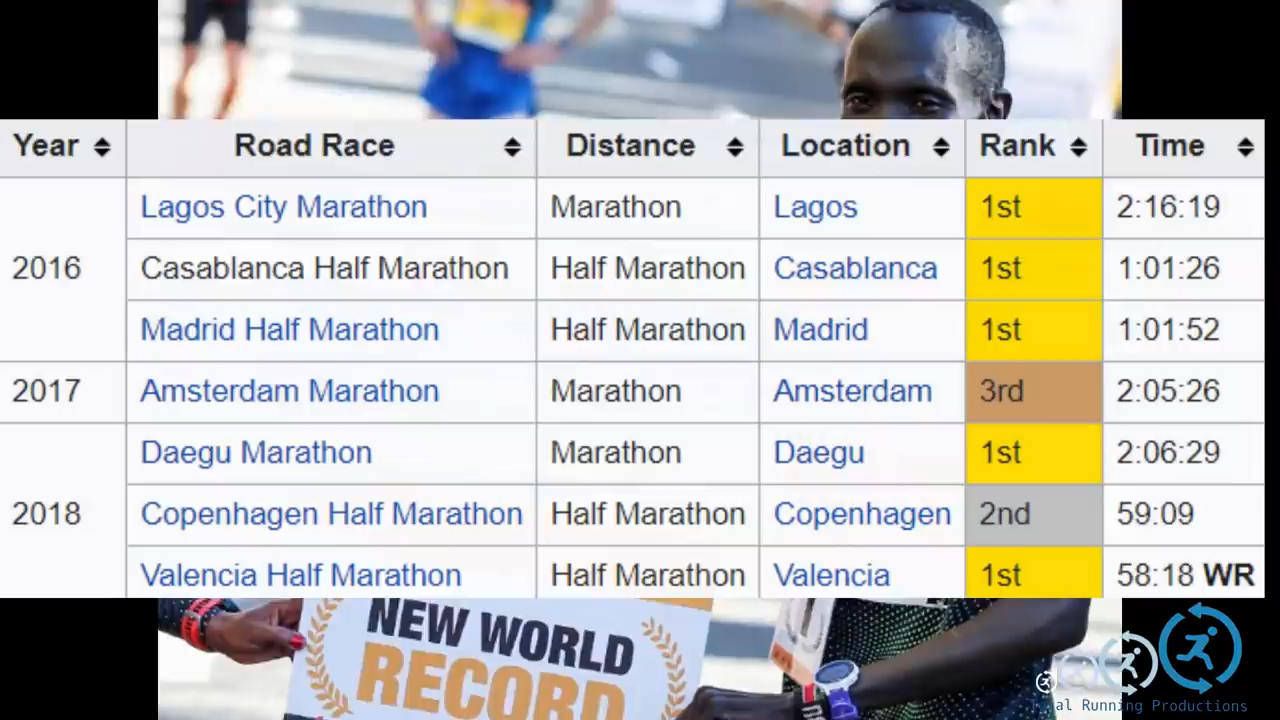 Year Road Race Distance Location Rank Time
2016 Lagos City Marathon Marathon Lagos 1st 2:16:19
Casablanca Half Marathon Half Marathon Casablanca 1st 1:01:26
Madrid Half Marathon Half Marathon Madrid 1st 1:01:52
2017 Amsterdam Marathon Marathon Amsterdam 3rd 2:05:26
2018 Daegu Marathon Marathon Daegu 1st 2:06:29
Copenhagen Half Marathon Half Marathon Copenhagen 2nd 59:09
Valencia Half Marathon Half Marathon Valencia 1st 58:18 WR
NEW WORLD
RECORD
Running Productions